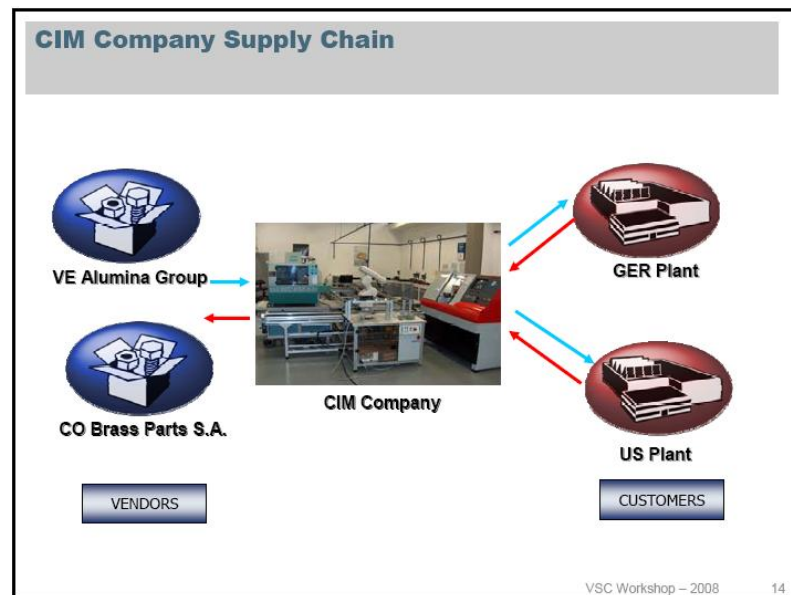 CIM Company Supply Chain
VE Alumina Group
GER Plant
CIM Company
CO Brass Parts S.A.
US Plant
VENDORS
CUSTOMERS
VSC Workshop – 2008
14